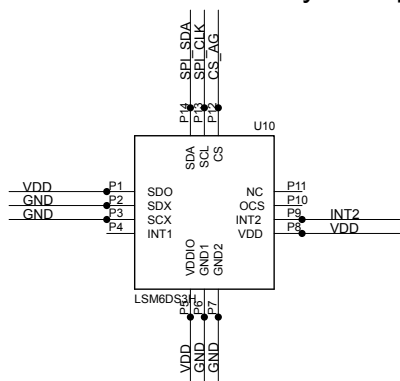 SPI_SDA
SPI_CLK
CS_AG
P14
P13
P12
U10
SDA
SCL
CS
VDD P1 SDO
GND P2 SDX
GND P3 SCX
P4 INT1
NC P11
OCS P10
INT2 P9 INT2
VDD P8 VDD
VDDIO
GND1
GND2
LSM6DS3H
P5
P6
P7
VDD
GND
GND